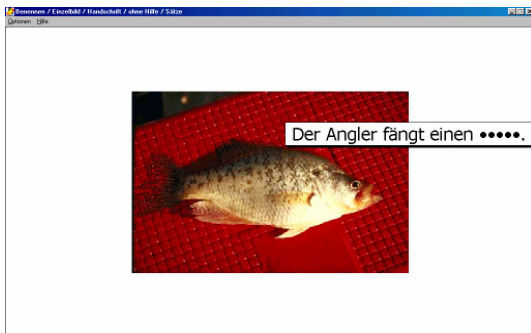 Benennen / Einzelbild / Handschrift / ohne Hilfe / Sätze
Optionen Hilfe
Der Angler fängt einen •••••.